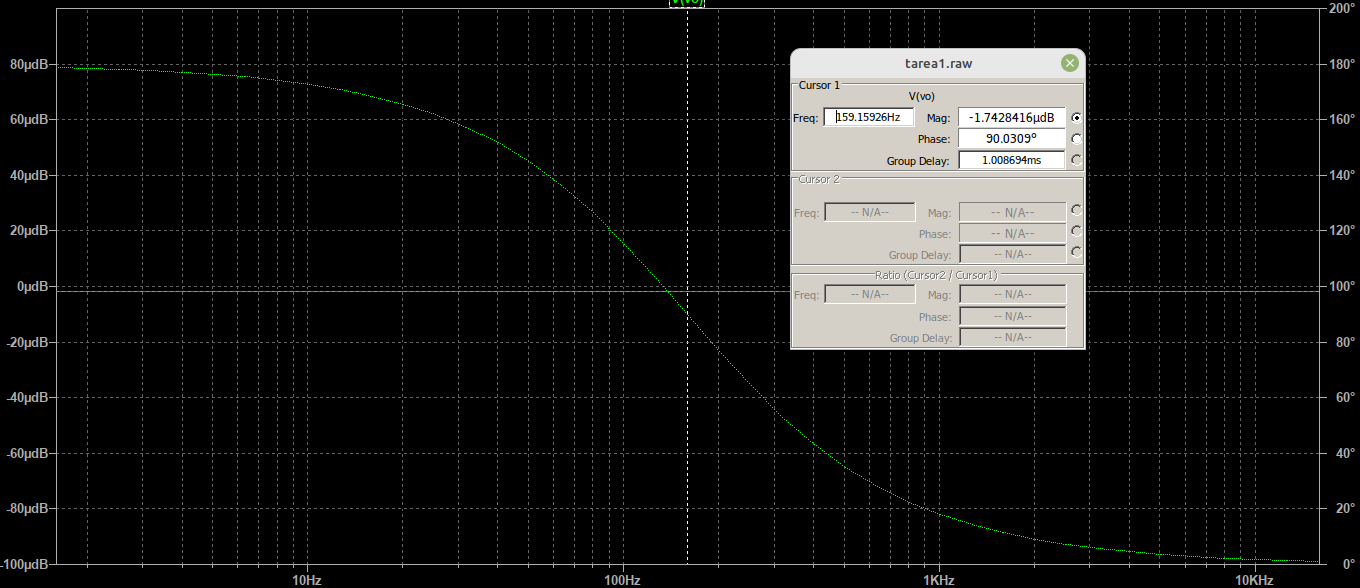 V(vo)
80µdB
60µdB
40µdB
20µdB
0µdB
-20µdB
-40µdB
-60µdB
-80µdB
-100µdB
200°
180°
160°
140°
120°
100°
80°
60°
40°
20°
0°
10Hz 100Hz 1KHz 10KHz
tarea1.raw
Cursor 1
V(vo)
Freq: 159.15926Hz Mag: -1.7428416µdB
Phase: 90.0309°
Group Delay: 1.008694ms
Cursor 2
Freq: -- N/A-- Mag: -- N/A--
Phase: -- N/A--
Group Delay: -- N/A--
Ratio (Cursor2 / Cursor1)
Freq: -- N/A-- Mag: -- N/A--
Phase: -- N/A--
Group Delay: -- N/A--